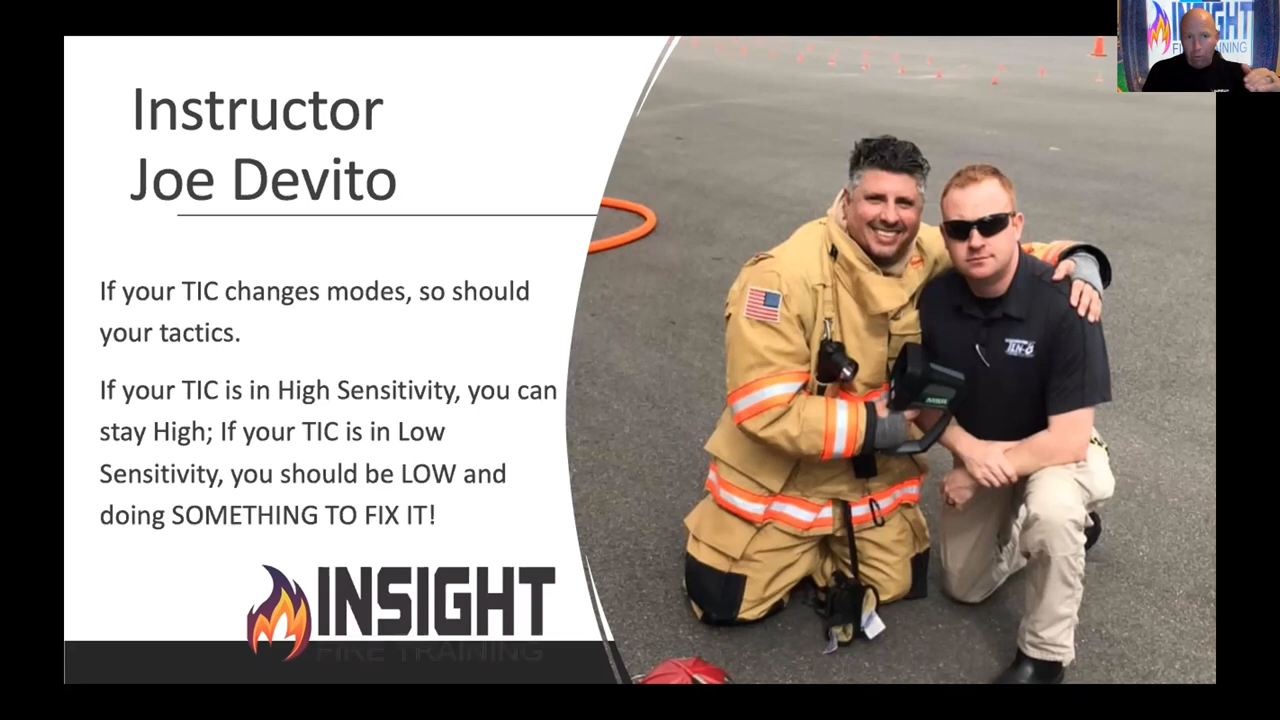 Instructor
Joe Devito
If your TIC changes modes, so should
your tactics.
If your TIC is in High Sensitivity, you can
stay High; If your TIC is in Low
Sensitivity, you should be LOW and
doing SOMETHING TO FIX IT!
INSIGHT
FIRE TRAINING
INSIGHT
MSA